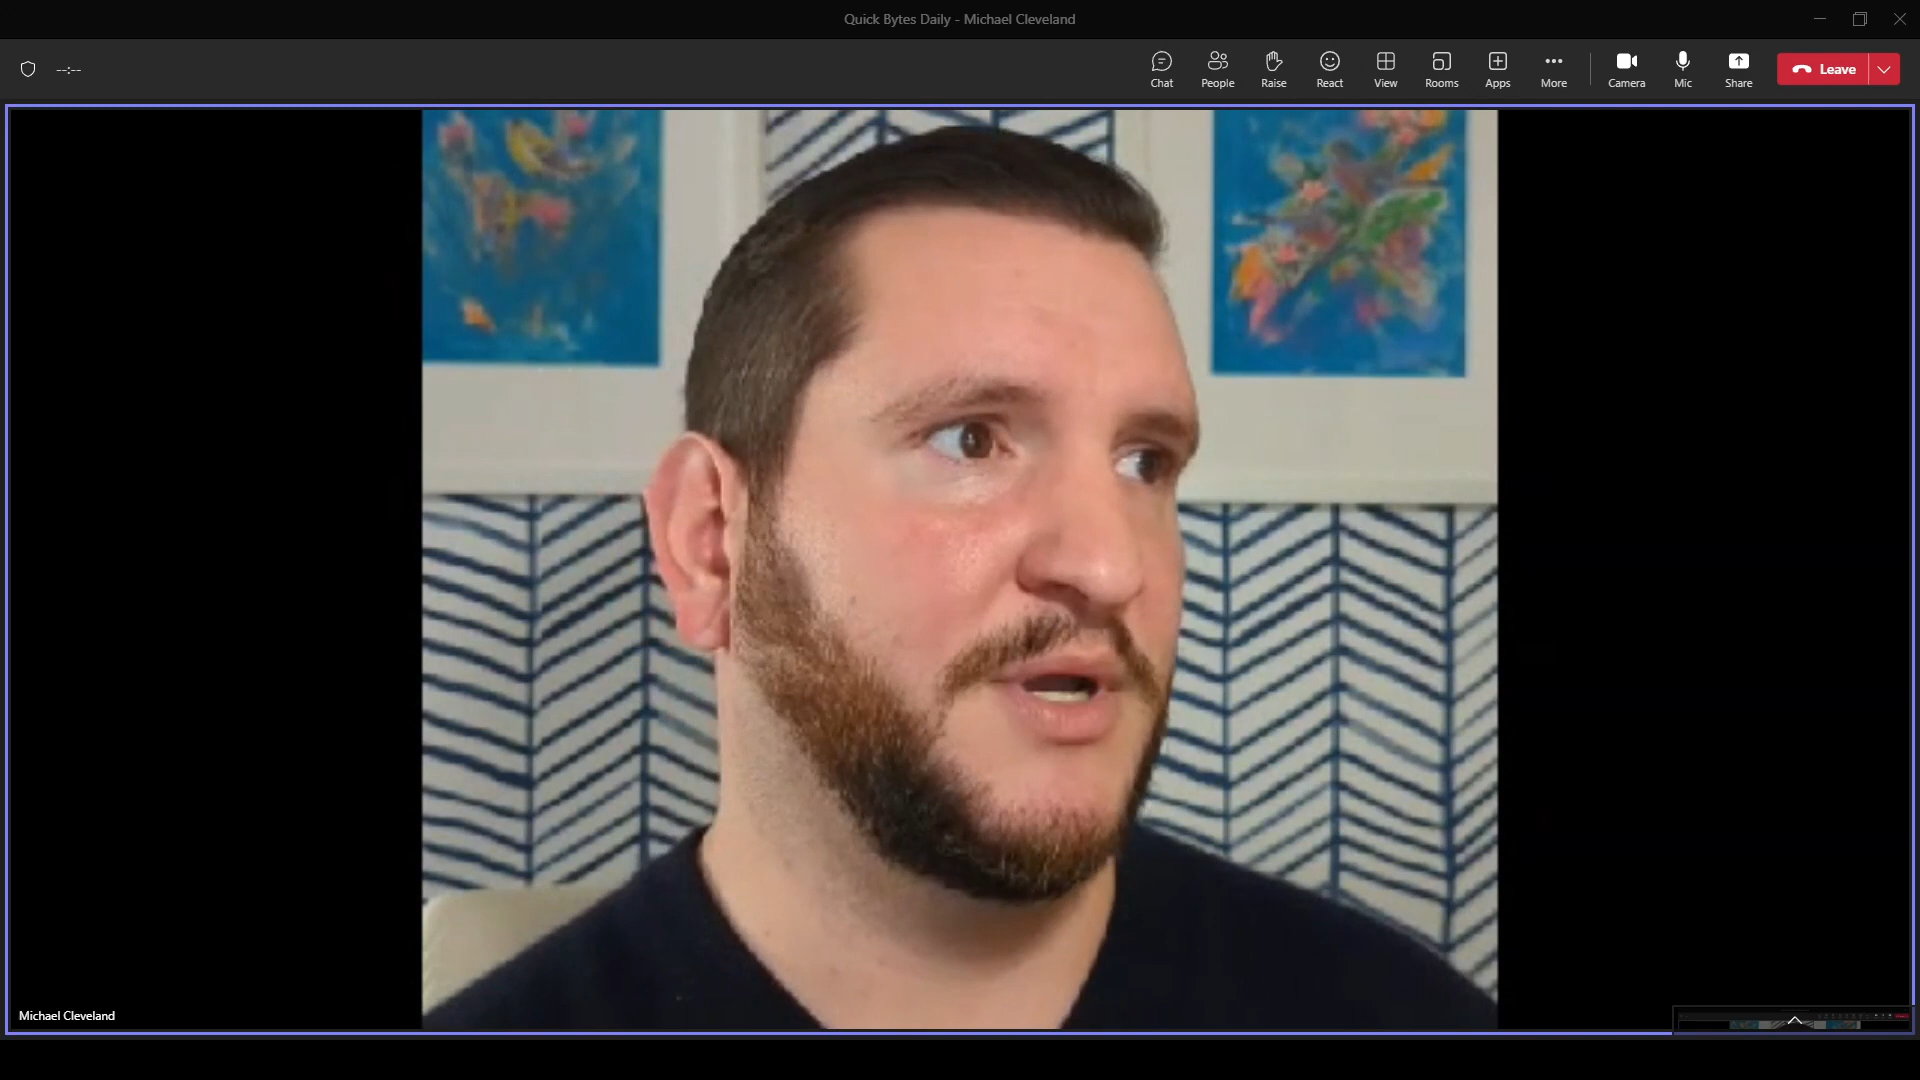 Quick Bytes Daily - Michael Cleveland
--:--
Chat
People
Raise
React
View
Rooms
Apps
More
Camera
Mic
Share
Leave
Michael Cleveland